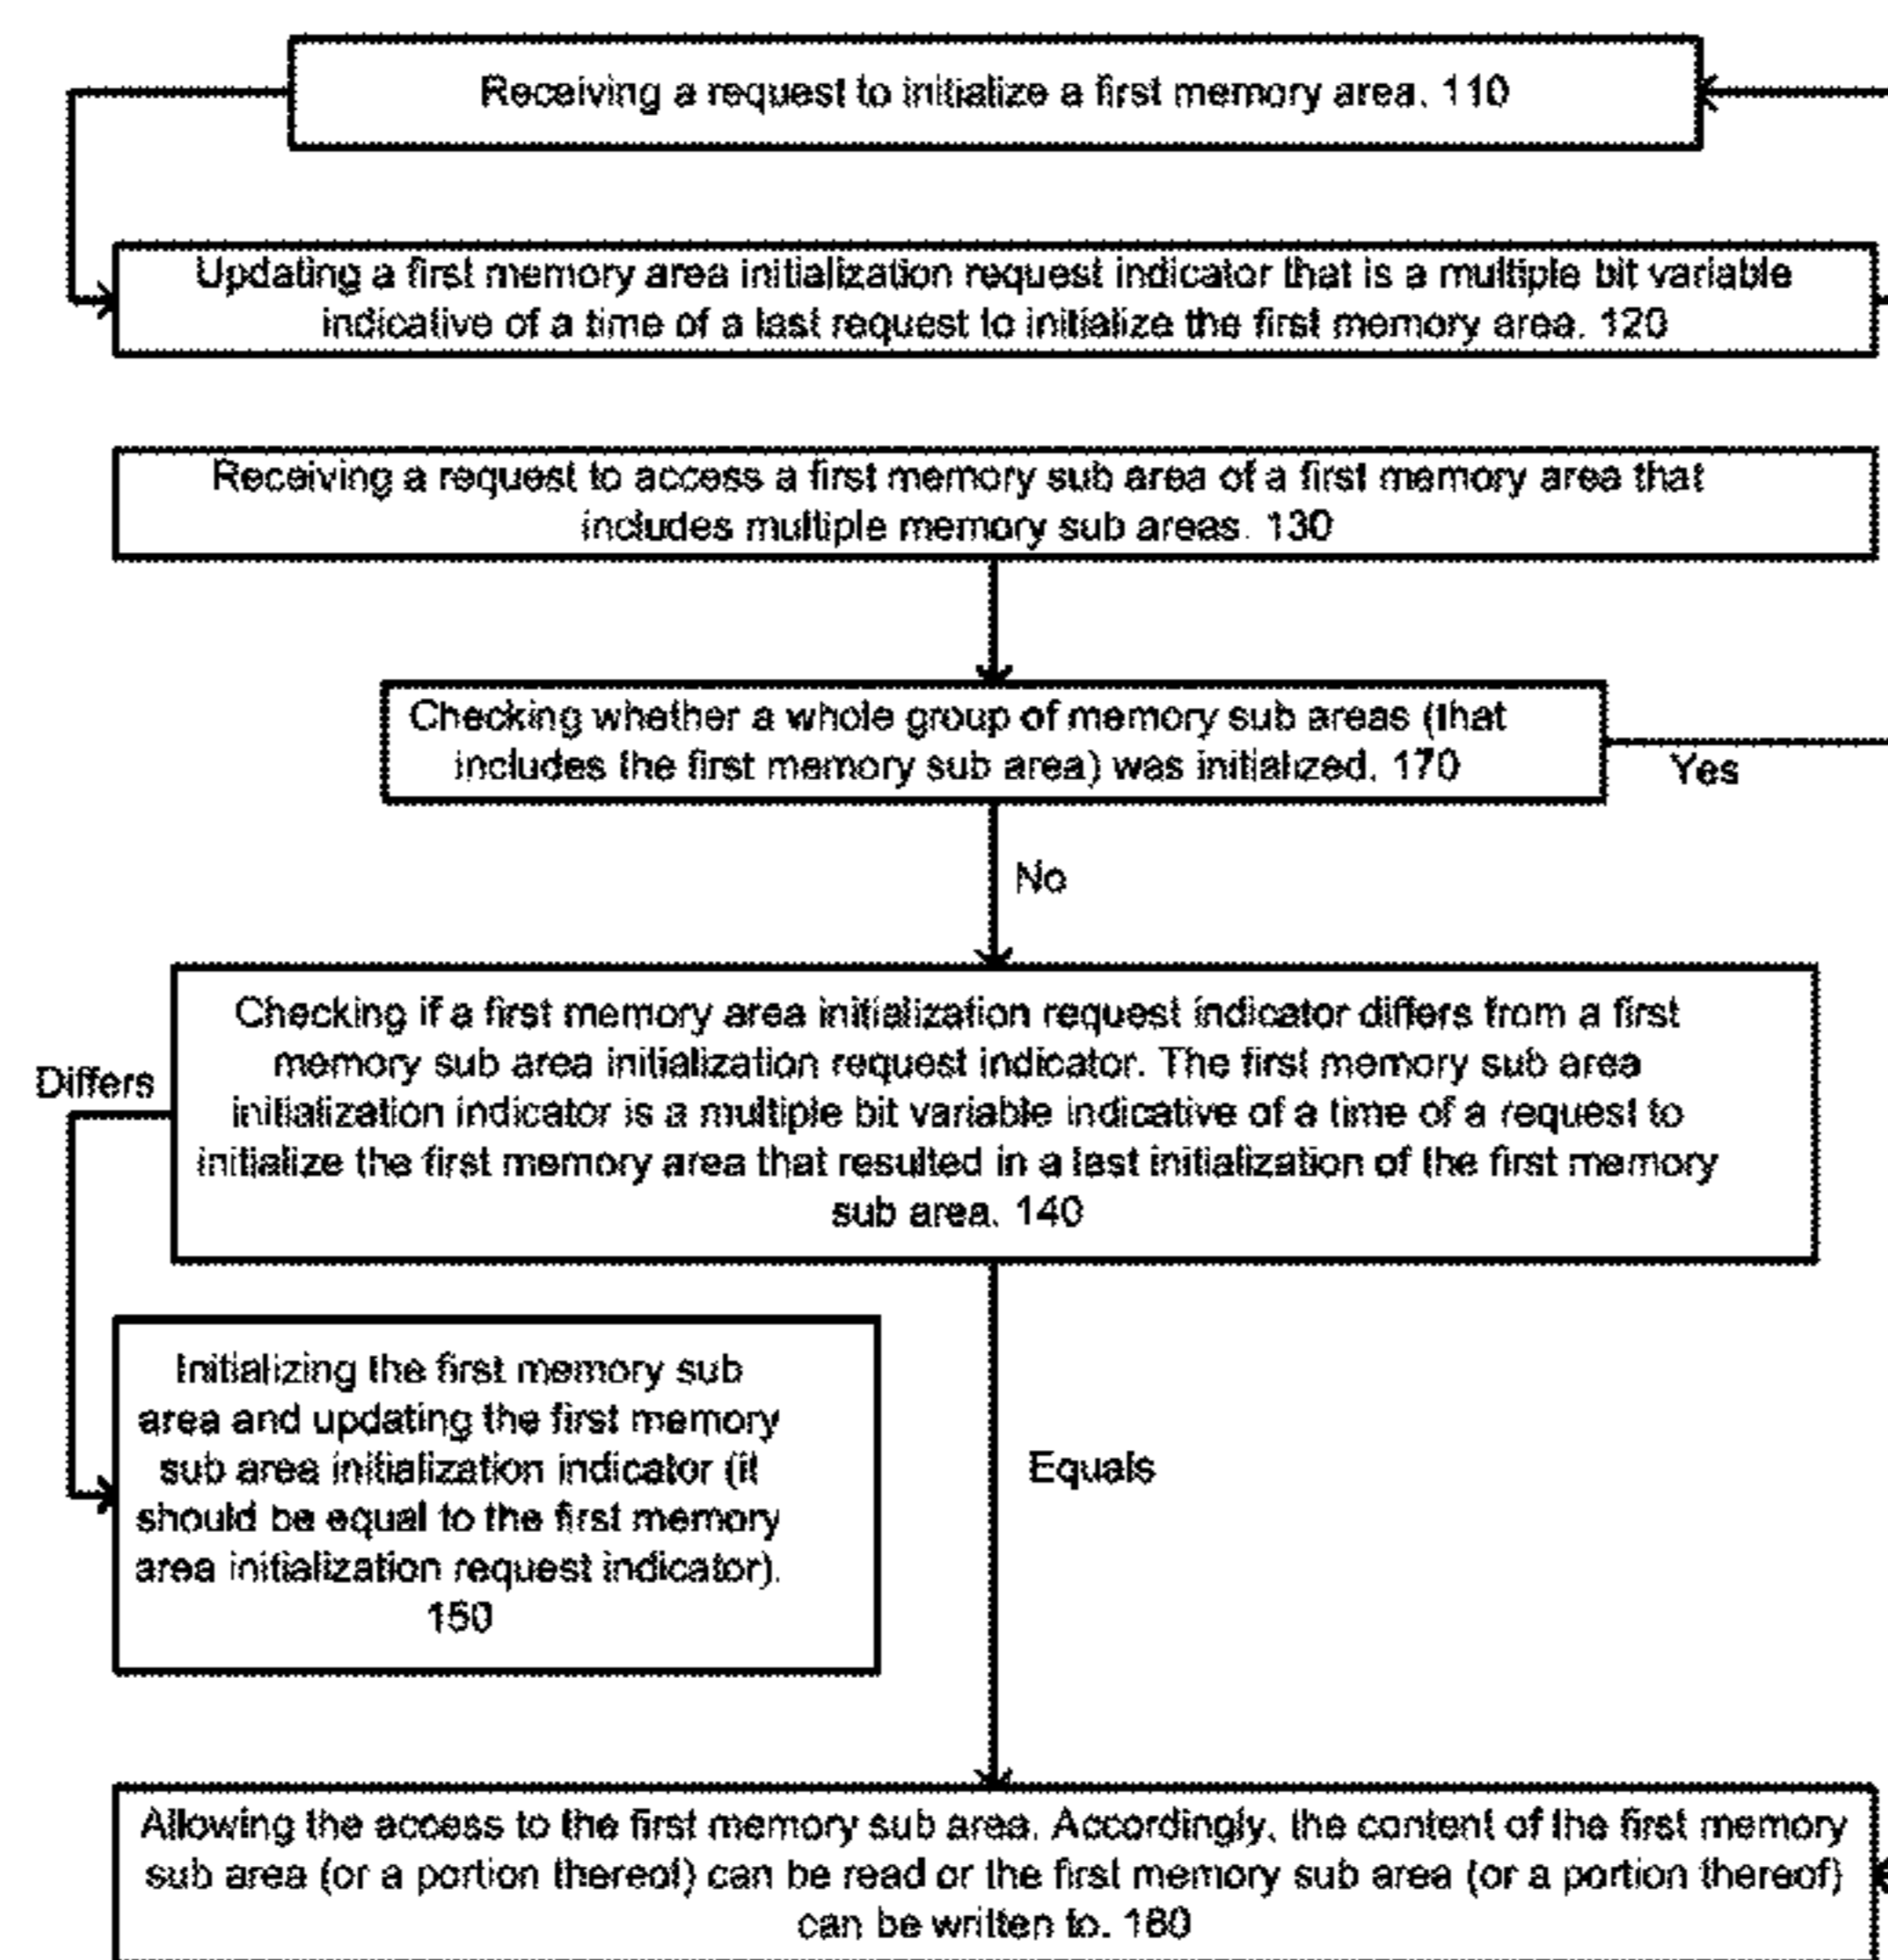 Receiving a request to initialize a first memory area. 110
Updating a first memory area initialization request indicator that is a multiple bit variable
indicative of a time of a last request to initialize the first memory area. 120
Receiving a request to access a first memory sub area of a first memory area that
includes multiple memory sub areas. 130
Checking whether a whole group of memory sub areas (that
includes the first memory sub area) was initialized. 170
Yes
No
Checking if a first memory area initialization request indicator differs from a first
memory sub area initialization request indicator. The first memory sub area
initialization indicator is a multiple bit variable indicative of a time of a request to
initialize the first memory area that resulted in a last initialization of the first memory
sub area. 140
Differs
Initializing the first memory sub
area and updating the first memory
sub area initialization indicator (it
should be equal to the first memory
area initialization request indicator).
150
Equals
Allowing the access to the first memory sub area. Accordingly, the content of the first memory
sub area (or a portion thereof) can be read or the first memory sub area (or a portion thereof)
can be written to. 160